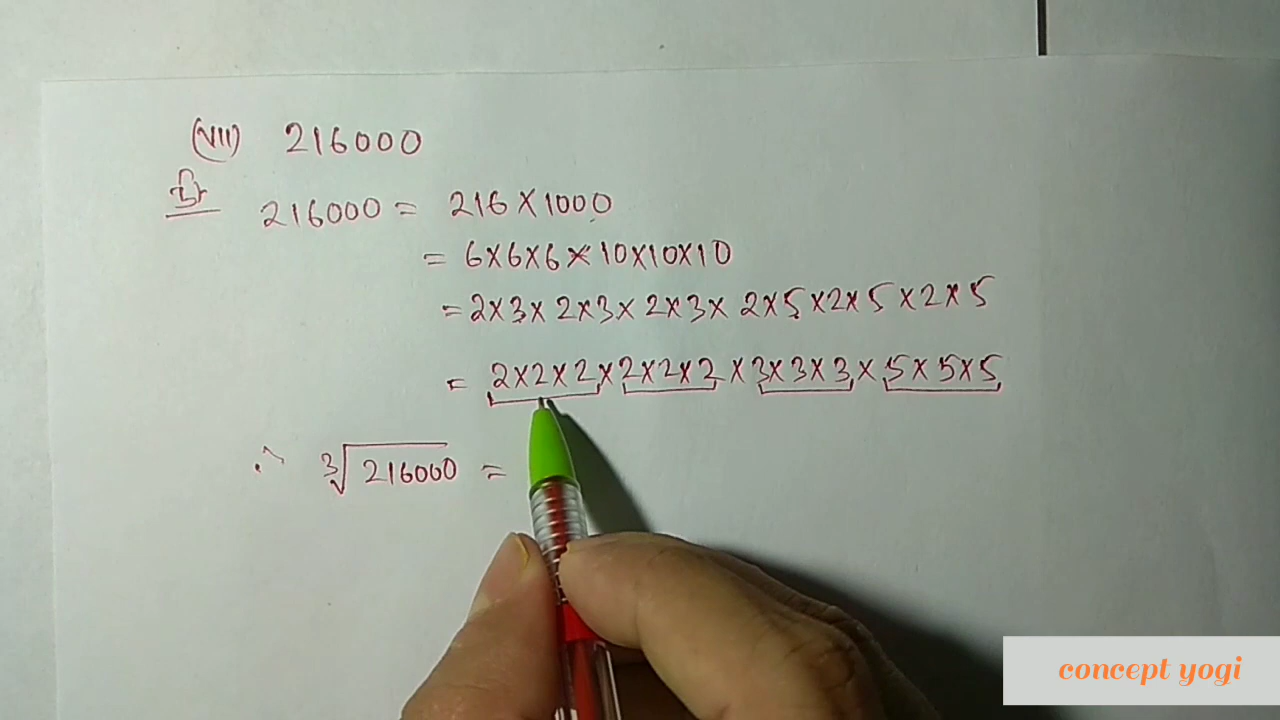 (VII) 216000
216000 = 216 × 1000
= 6×6×6×10×10×10
= 2×3× 2×3× 2×3× 2×5×2×5×2×5
= 2×2×2×2×2×2×3×3×3×5×5×5
∴ ∛216000 =
concept yogi